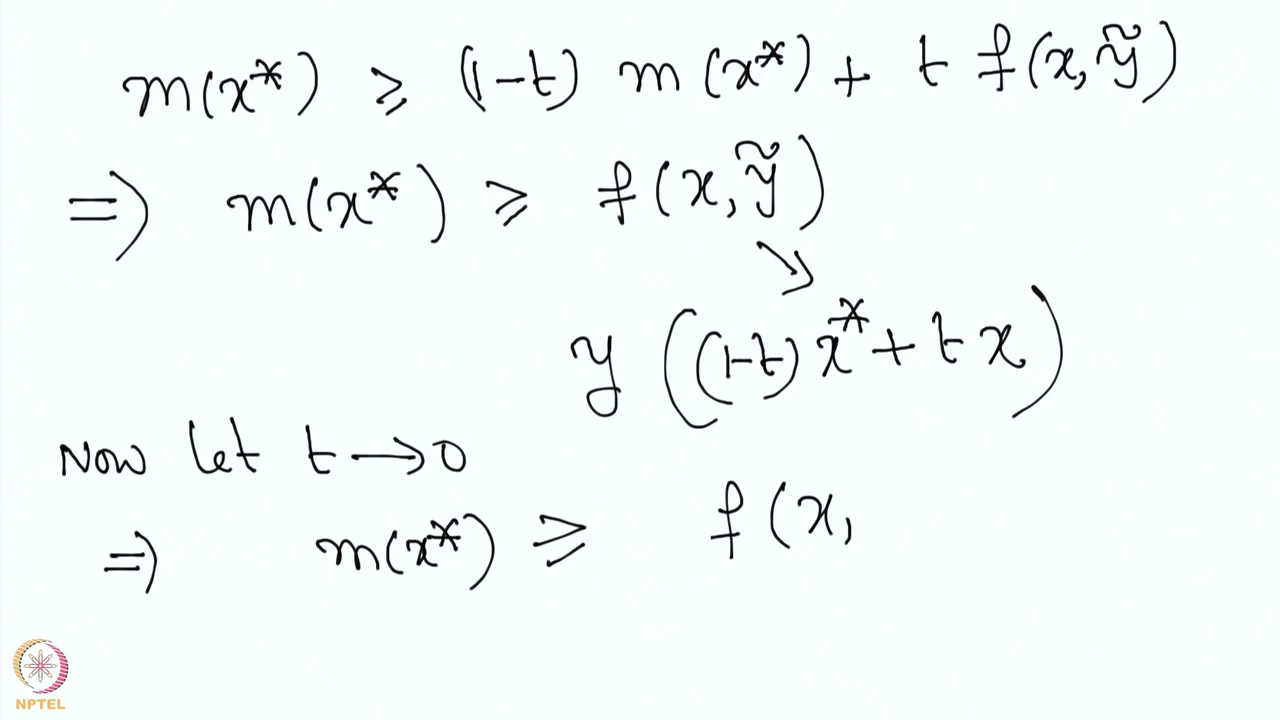 m(x*) ⩾ (1-t) m(x*) + t f(x,ỹ)
=> m(x*) ⩾ f(x,ỹ)
↘
y((1-t)x* + tx)
Now let t → 0
=> m(x*) ⩾ f(x,
NPTEL